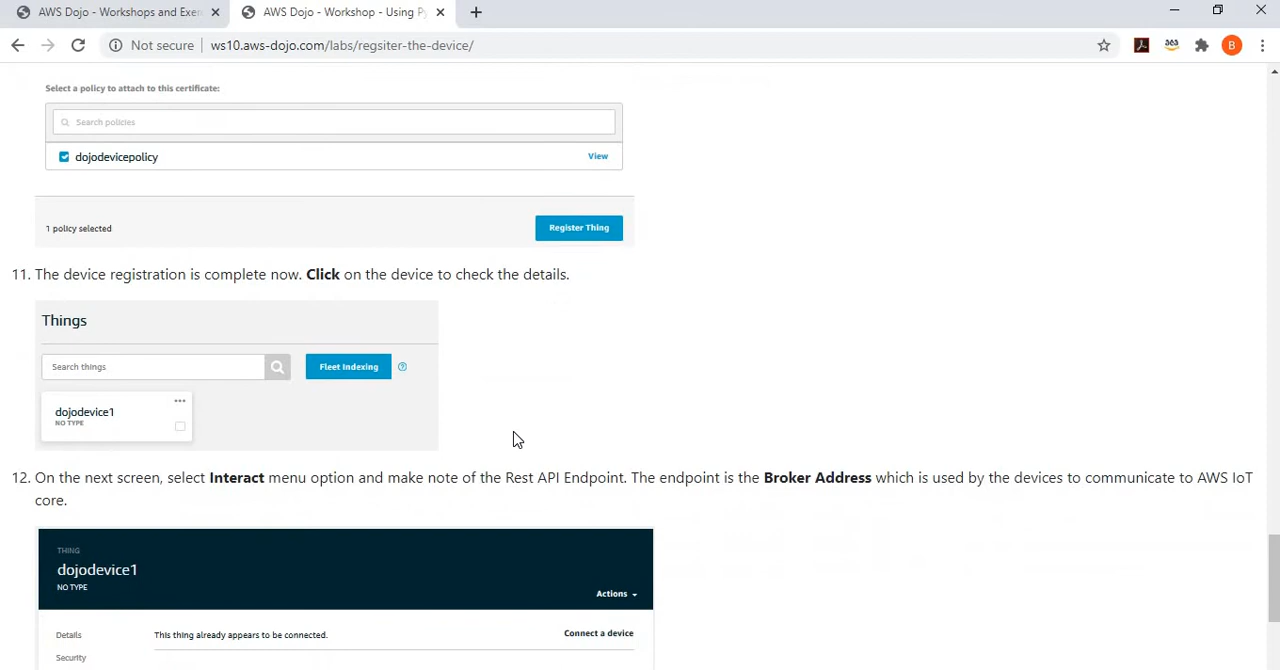 AWS Dojo - Workshops and Exer
AWS Dojo - Workshop - Using Py
Not secure
ws10.aws-dojo.com/labs/regsiter-the-device/
B
Select a policy to attach to this certificate:
Search policies
dojodevicepolicy
View
1 policy selected
Register Thing
11. The device registration is complete now. Click on the device to check the details.
Things
Search things
Fleet Indexing
dojodevice1
NO TYPE
12. On the next screen, select Interact menu option and make note of the Rest API Endpoint. The endpoint is the Broker Address which is used by the devices to communicate to AWS IoT
core.
THING
dojodevice1
NO TYPE
Actions
Details
This thing already appears to be connected.
Connect a device
Security